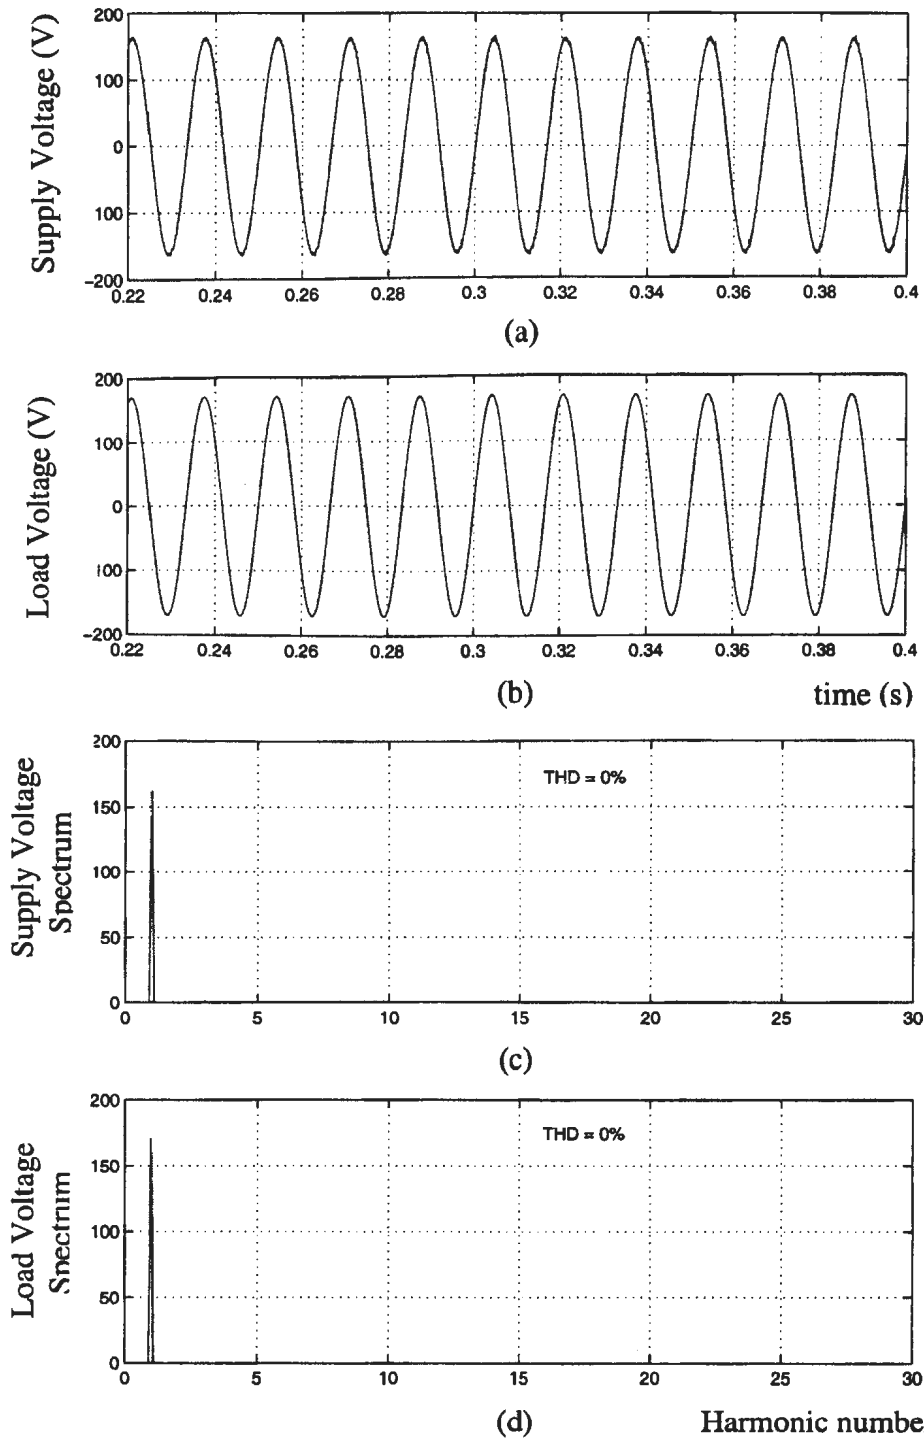 Supply Voltage (V)
200
100
0
100
−200
0.22 0.24 0.26 0.28 0.3 0.32 0.34 0.36 0.38 0.4
(a)
Load Voltage (V)
200
100
0
100
−200
0.22 0.24 0.26 0.28 0.3 0.32 0.34 0.36 0.38 0.4
(b) time (s)
Supply Voltage
Spectrum
200
150
100
50
0
THD = 0%
0 5 10 15 20 25 30
(c)
Load Voltage
Spectrum
200
150
100
50
0
THD = 0%
0 5 10 15 20 25 30
(d) Harmonic numbe